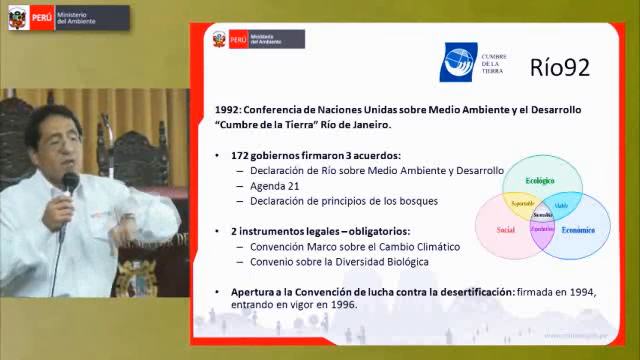 PERÚ
Ministerio
del Ambiente
PERÚ
Ministerio
del Ambiente
CUMBRE
DE LA
TIERRA
Río92
1992: Conferencia de Naciones Unidas sobre Medio Ambiente y el Desarrollo
“Cumbre de la Tierra” Río de Janeiro.
• 172 gobiernos firmaron 3 acuerdos:
– Declaración de Río sobre Medio Ambiente y Desarrollo
– Agenda 21
– Declaración de principios de los bosques
• 2 instrumentos legales – obligatorios:
– Convención Marco sobre el Cambio Climático
– Convenio sobre la Diversidad Biológica
• Apertura a la Convención de lucha contra la desertificación: firmada en 1994,
entrando en vigor en 1996.
Ecológico
Soportable
Viable
Social
Equitativo
Económico